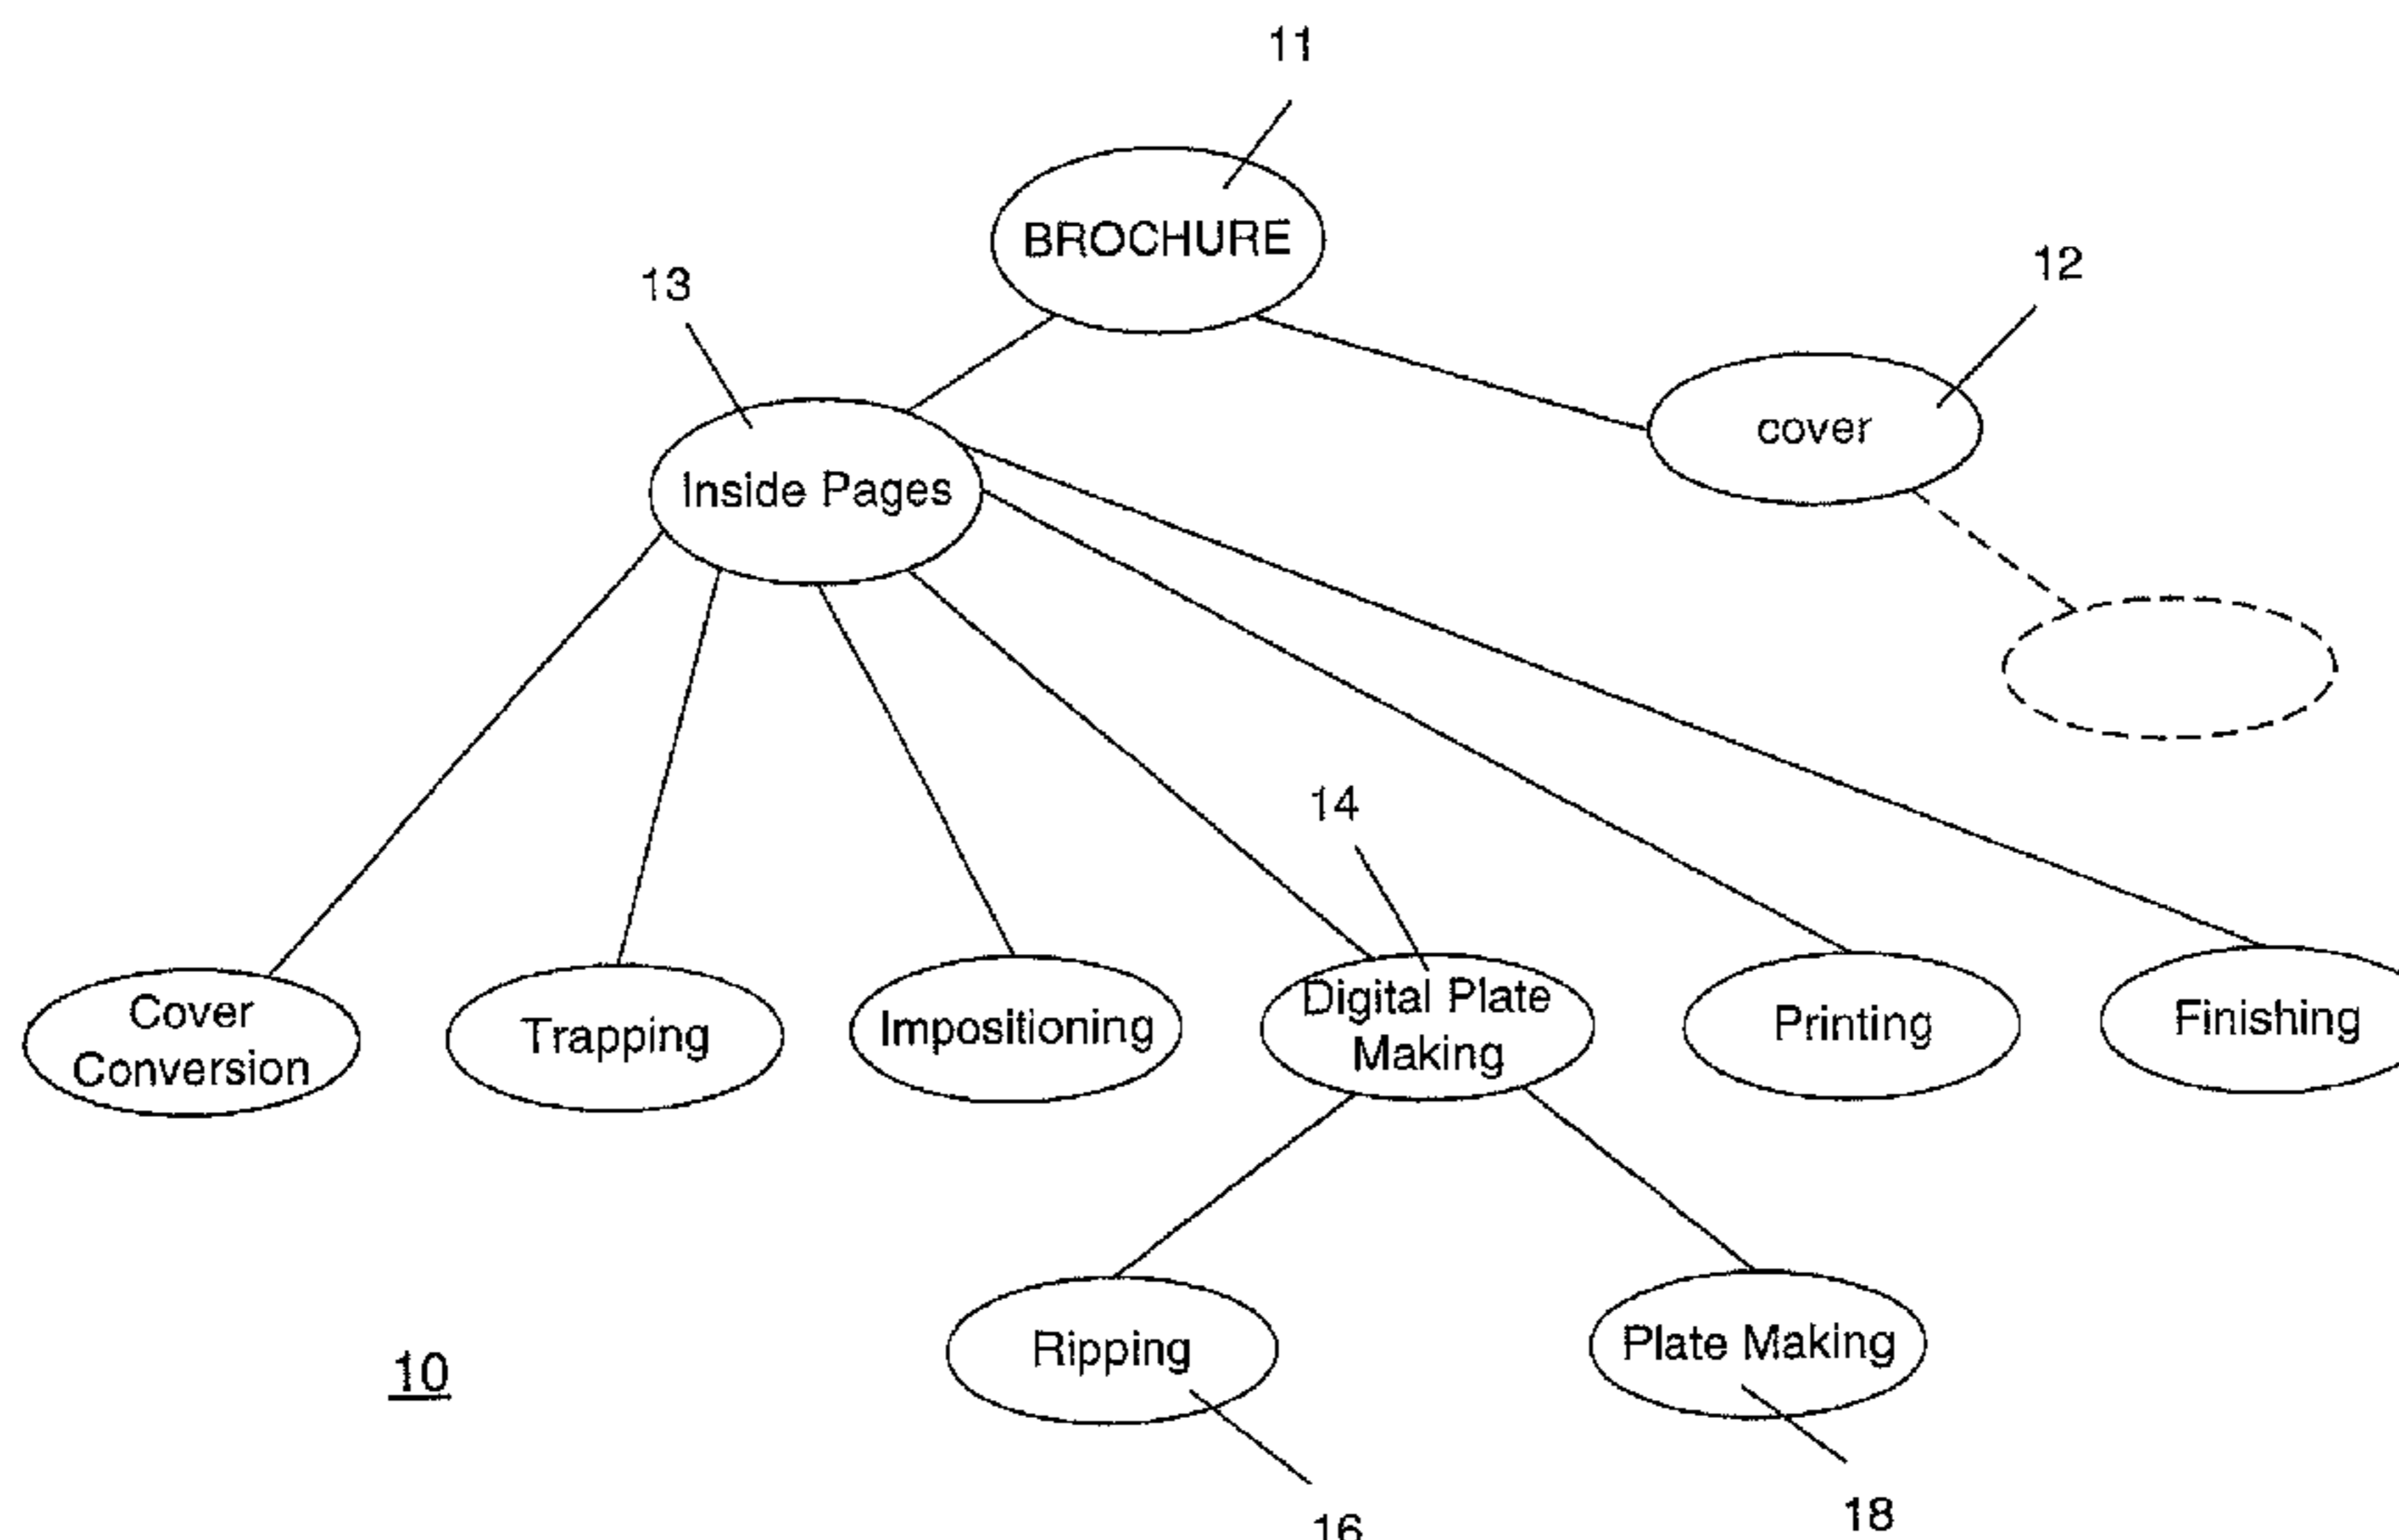 11
BROCHURE
12
13
cover
Inside Pages
14
Cover
Conversion
Trapping
Impositioning
Digital Plate
Making
Printing
Finishing
Ripping
Plate Making
10
16
18